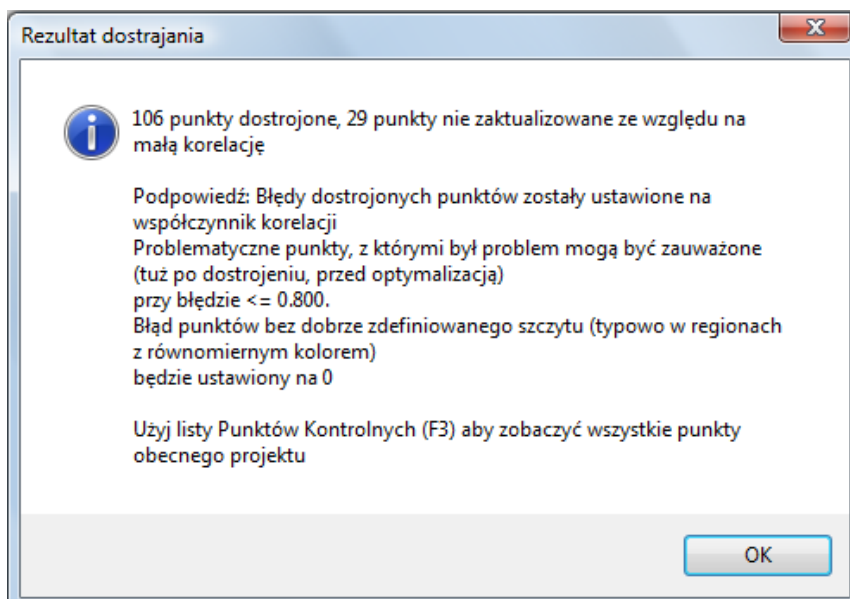 Rezultat dostrajania
106 punkty dostrojone, 29 punkty nie zaktualizowane ze względu na
małą korelację
Podpowiedź: Błędy dostrojonych punktów zostały ustawione na
współczynnik korelacji
Problematyczne punkty, z którymi był problem mogą być zauważone
(tuż po dostrojeniu, przed optymalizacją)
przy błędzie <= 0.800.
Błąd punktów bez dobrze zdefiniowanego szczytu (typowo w regionach
z równomiernym kolorem)
będzie ustawiony na 0
Użyj listy Punktów Kontrolnych (F3) aby zobaczyć wszystkie punkty
obecnego projektu
OK